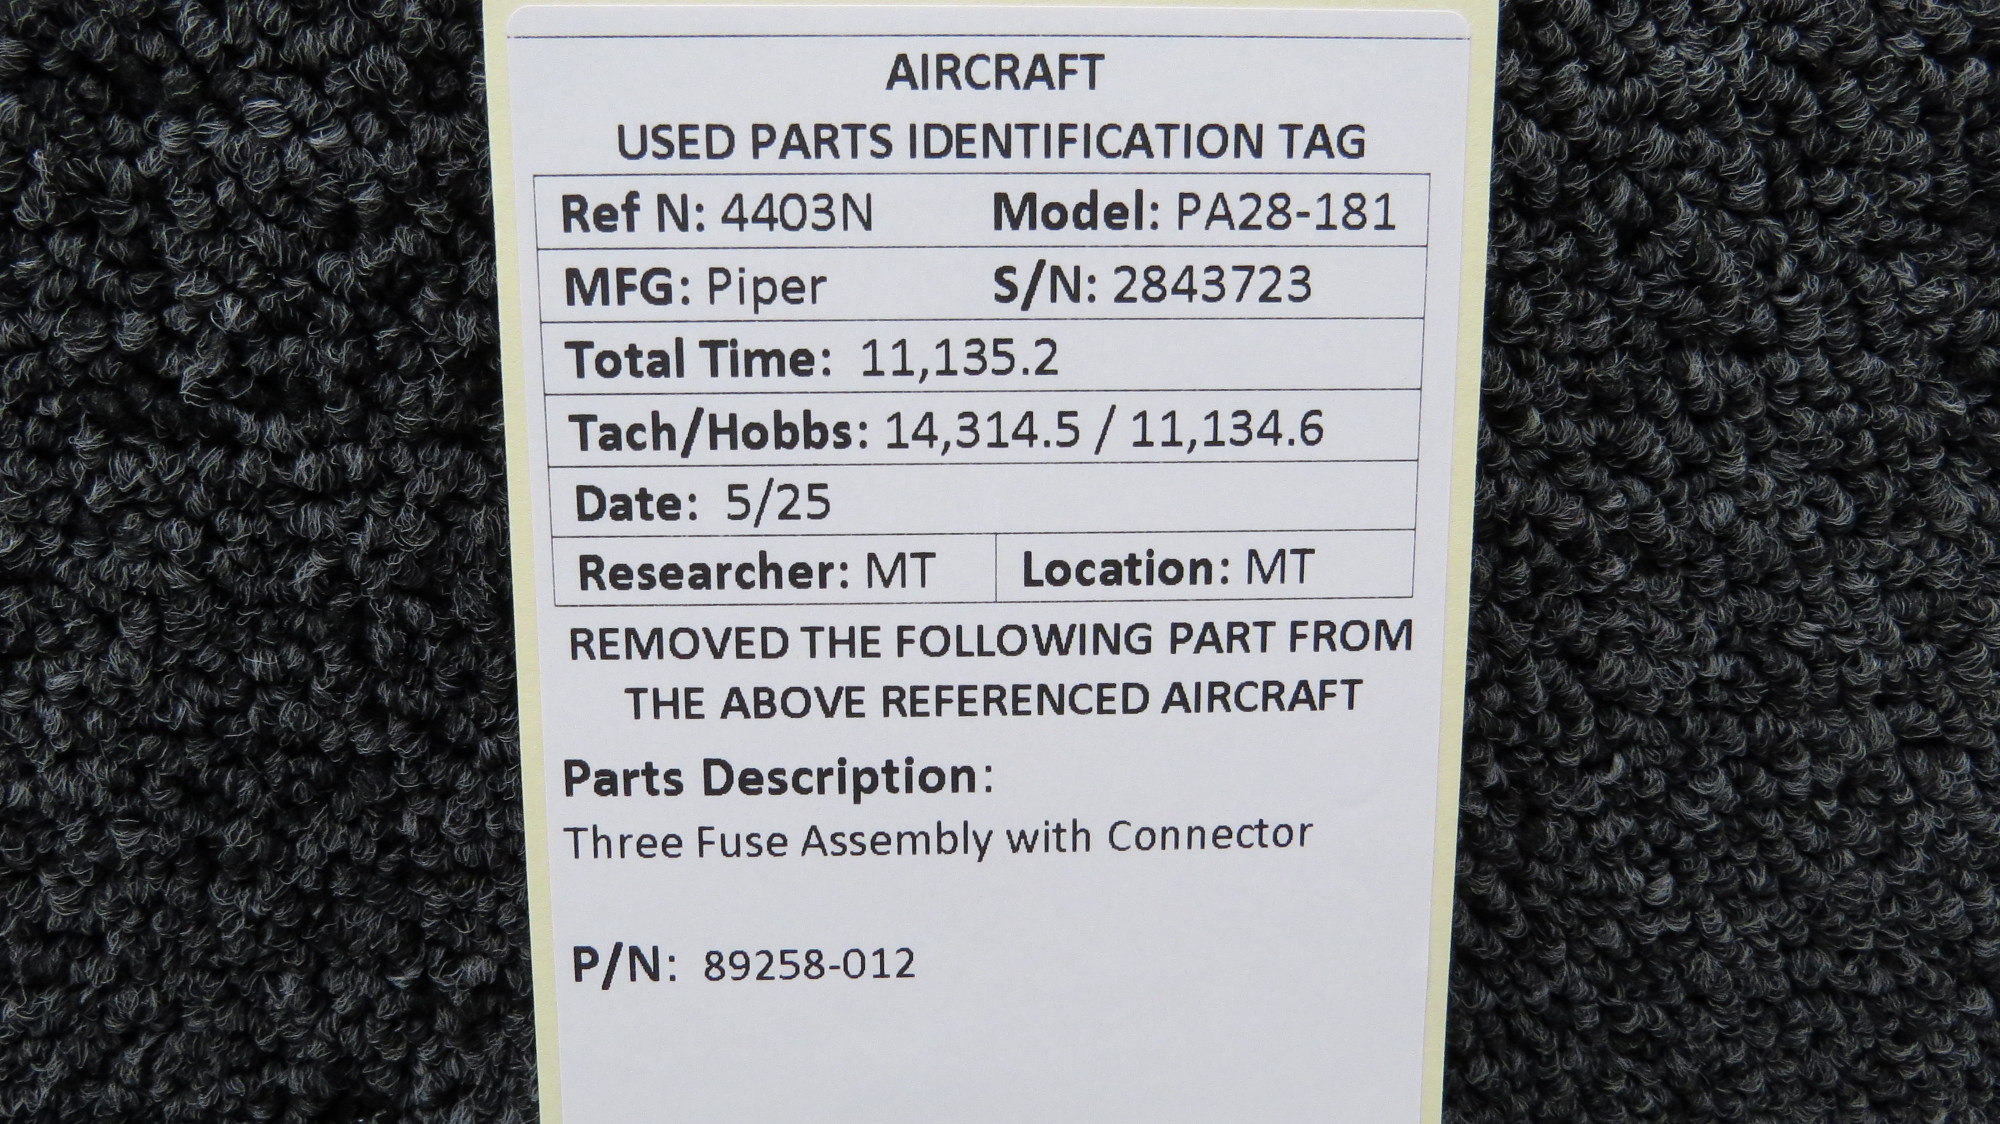 AIRCRAFT
USED PARTS IDENTIFICATION TAG
Ref N: 4403N Model: PA28-181
MFG: Piper S/N: 2843723
Total Time: 11,135.2
Tach/Hobbs: 14,314.5 / 11,134.6
Date: 5/25
Researcher: MT Location: MT
REMOVED THE FOLLOWING PART FROM
THE ABOVE REFERENCED AIRCRAFT
Parts Description:
Three Fuse Assembly with Connector
P/N: 89258-012